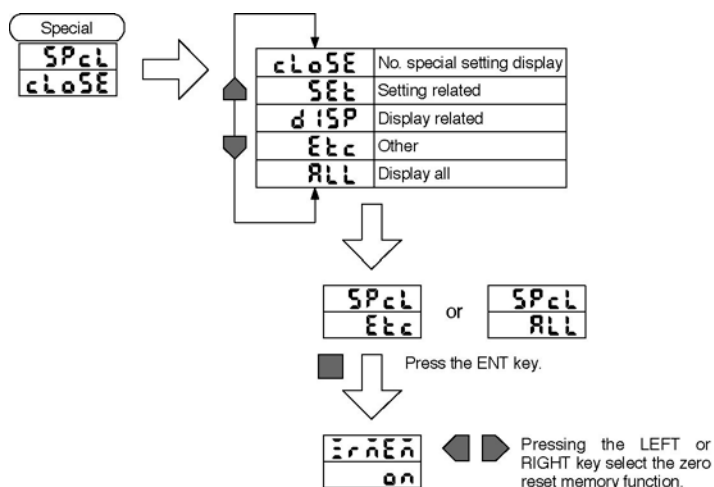 Special
SPcL
cLoSE
cLoSE No. special setting display
SEt Setting related
dISP Display related
Etc Other
ALL Display all
SPcL or SPcL
Etc ALL
Press the ENT key.
Pressing the LEFT or
RIGHT key select the zero
reset memory function.
on